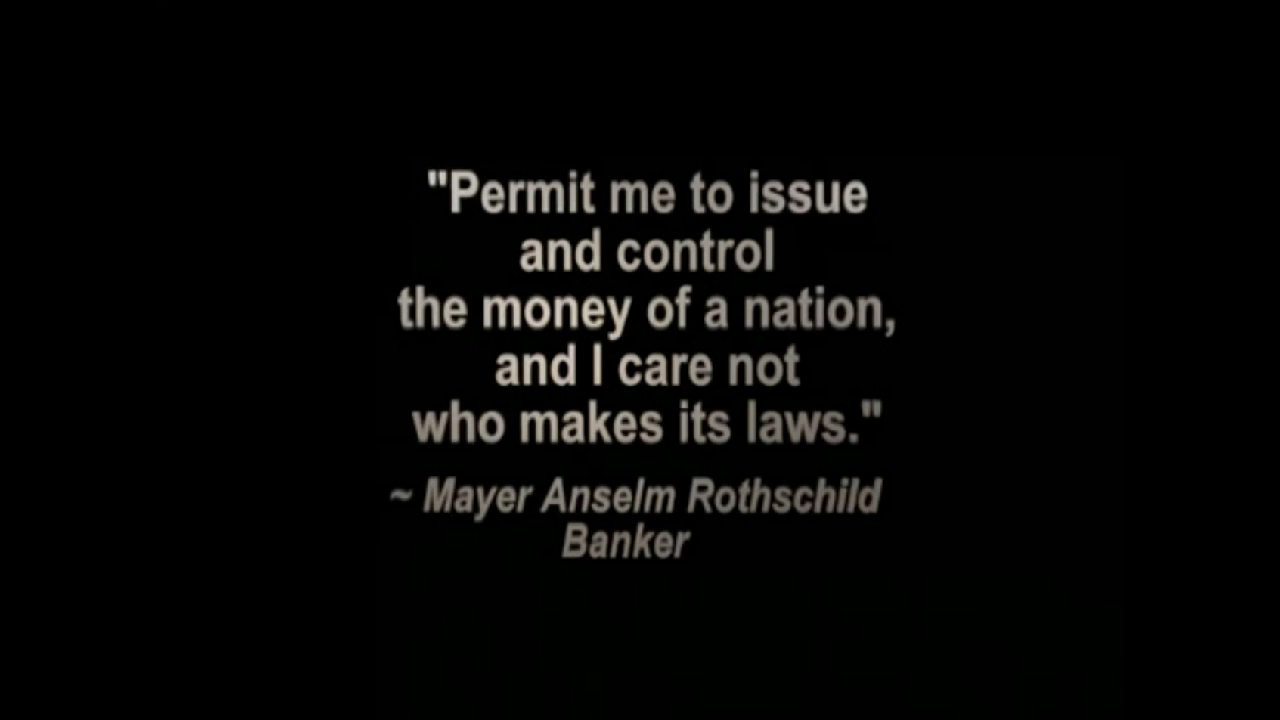 "Permit me to issue
and control
the money of a nation,
and I care not
who makes its laws."
~ Mayer Anselm Rothschild
Banker